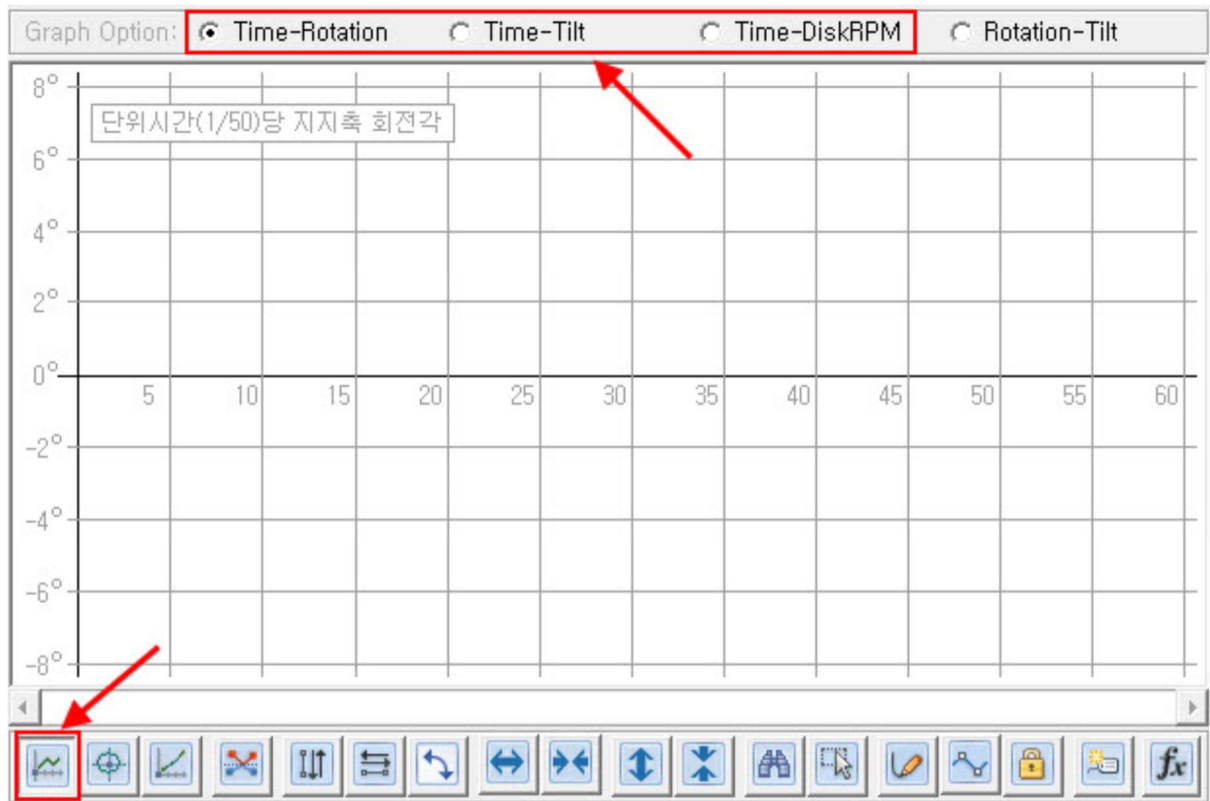 Graph Option: Time-Rotation Time-Tilt Time-DiskRPM Rotation-Tilt
8°
단위시간(1/50)당 지지축 회전각
6°
4°
2°
0°
5 10 15 20 25 30 35 40 45 50 55 60
-2°
-4°
-6°
-8°
fx